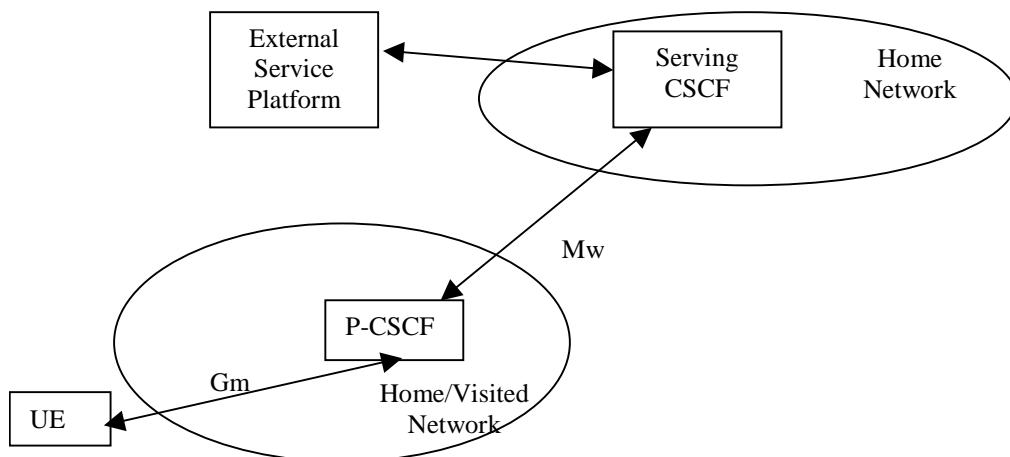 External
Service
Platform
Serving
CSCF
Home
Network
Mw
P-CSCF
Gm
Home/Visited
Network
UE